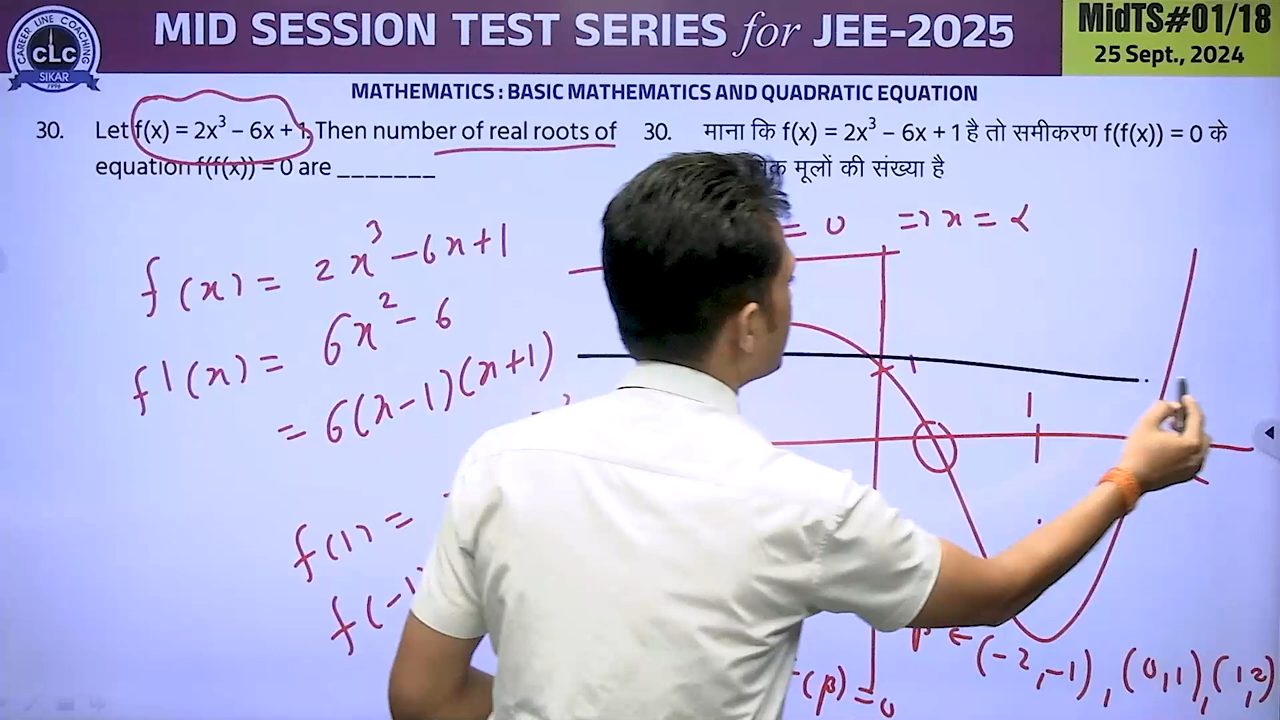 CAREER LINE COACHING
CLC
SIKAR
1996
MID SESSION TEST SERIES for JEE-2025
MidTS#01/18
25 Sept., 2024
MATHEMATICS : BASIC MATHEMATICS AND QUADRATIC EQUATION
30. Let f(x) = 2x³ – 6x + 1. Then number of real roots of
equation f(f(x)) = 0 are _______
30. माना कि f(x) = 2x³ – 6x + 1 है तो समीकरण f(f(x)) = 0 के
मूलों की संख्या है
= 0 ⇒ x = α
f(x) = 2x³ - 6x + 1
f'(x) = 6x² - 6
= 6(x-1)(x+1)
1
1
f(1) =
f(-1
β ∈ (-2,-1), (0,1), (1,2)
(β) = 0